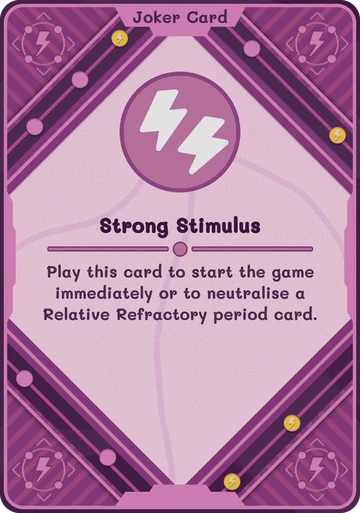 Joker Card
Strong Stimulus
Play this card to start the game
immediately or to neutralise a
Relative Refractory period card.